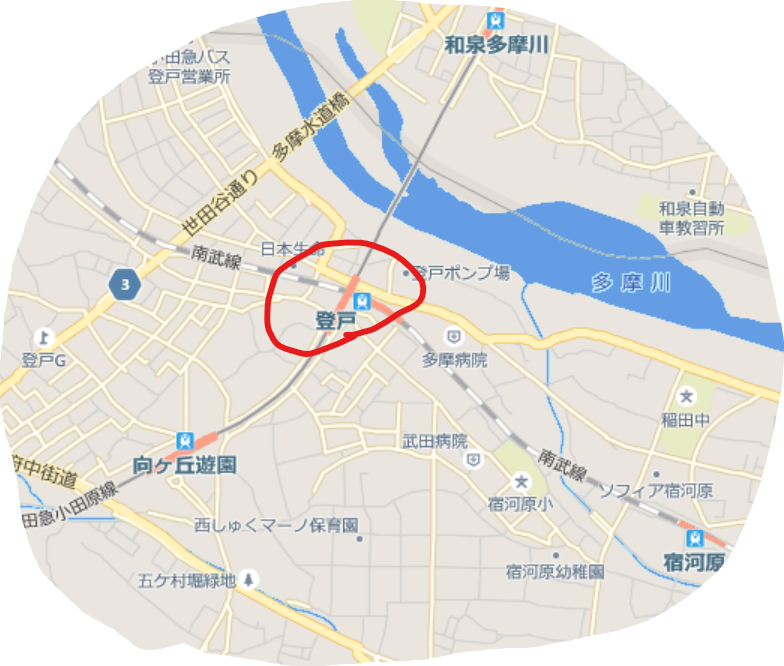 和泉多摩川
小田急バス
登戸営業所
多摩水道橋
世田谷通り
和泉自動
車教習所
南武線
日本生命
登戸ポンプ場
多摩川
3
登戸
登戸G
多摩病院
稲田中
向ヶ丘遊園
武田病院
南武線
府中街道
田急小田原線
宿河原小
ソフィア宿河原
西しゅくマーノ保育園
宿河原
宿河原幼稚園
五ケ村堀緑地